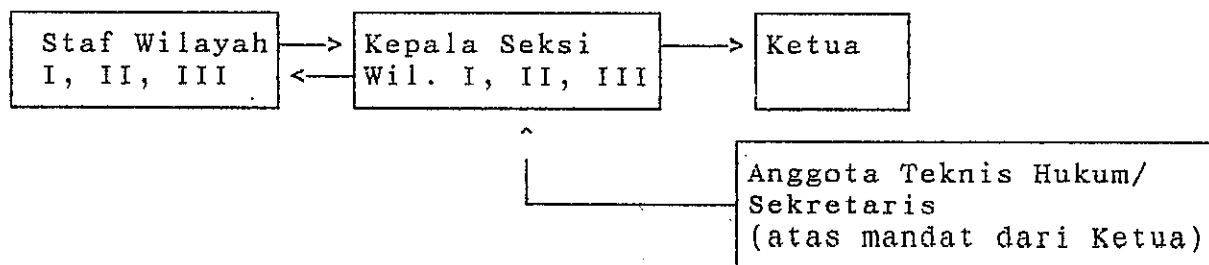 Staf Wilayah
I, II, III
Kepala Seksi
Wil. I, II, III
Ketua
Anggota Teknis Hukum/
Sekretaris
(atas mandat dari Ketua)